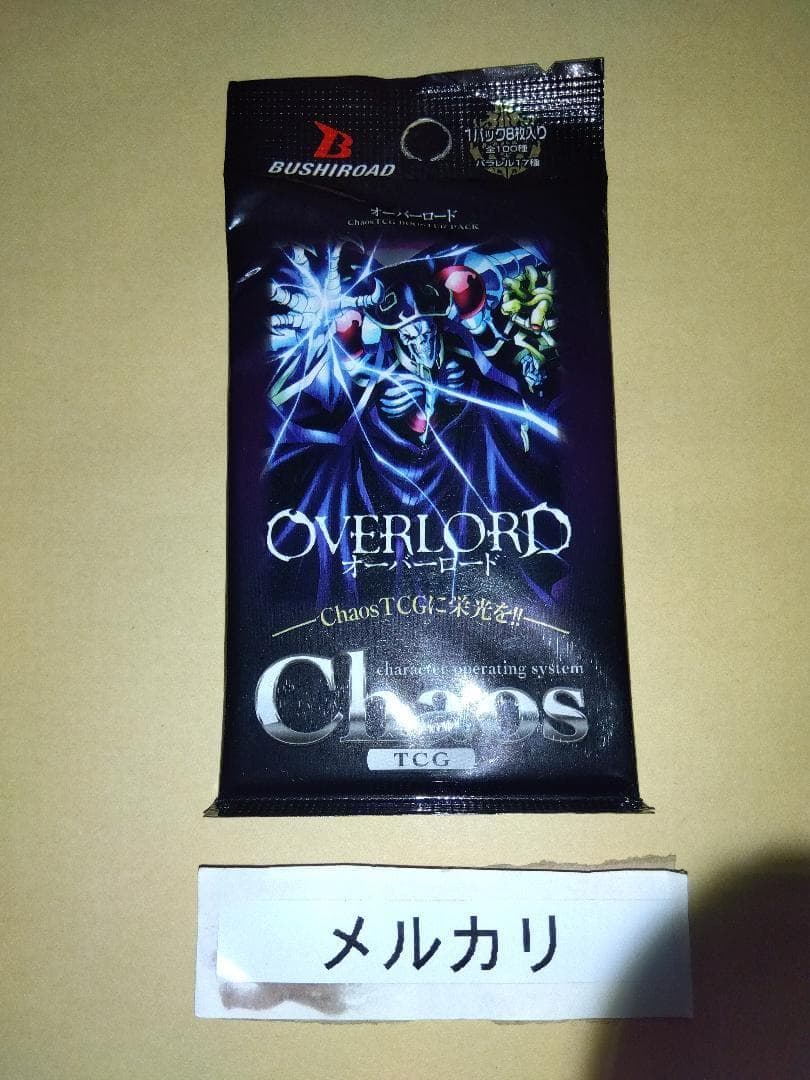 BUSHIROAD
1パック8枚入り
全100種
+
パラレル17種
オーバーロード
ChaosTCG BOOSTER PACK
OVERLORD
オーバーロード
ChaosTCGに栄光を!!
character operating system
Chaos
TCG
メルカリ